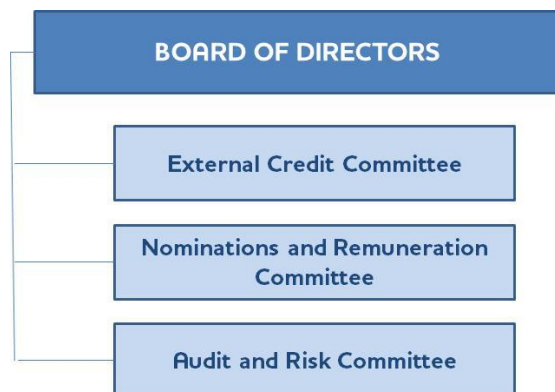 BOARD OF DIRECTORS
External Credit Committee
Nominations and Remuneration
Committee
Audit and Risk Committee